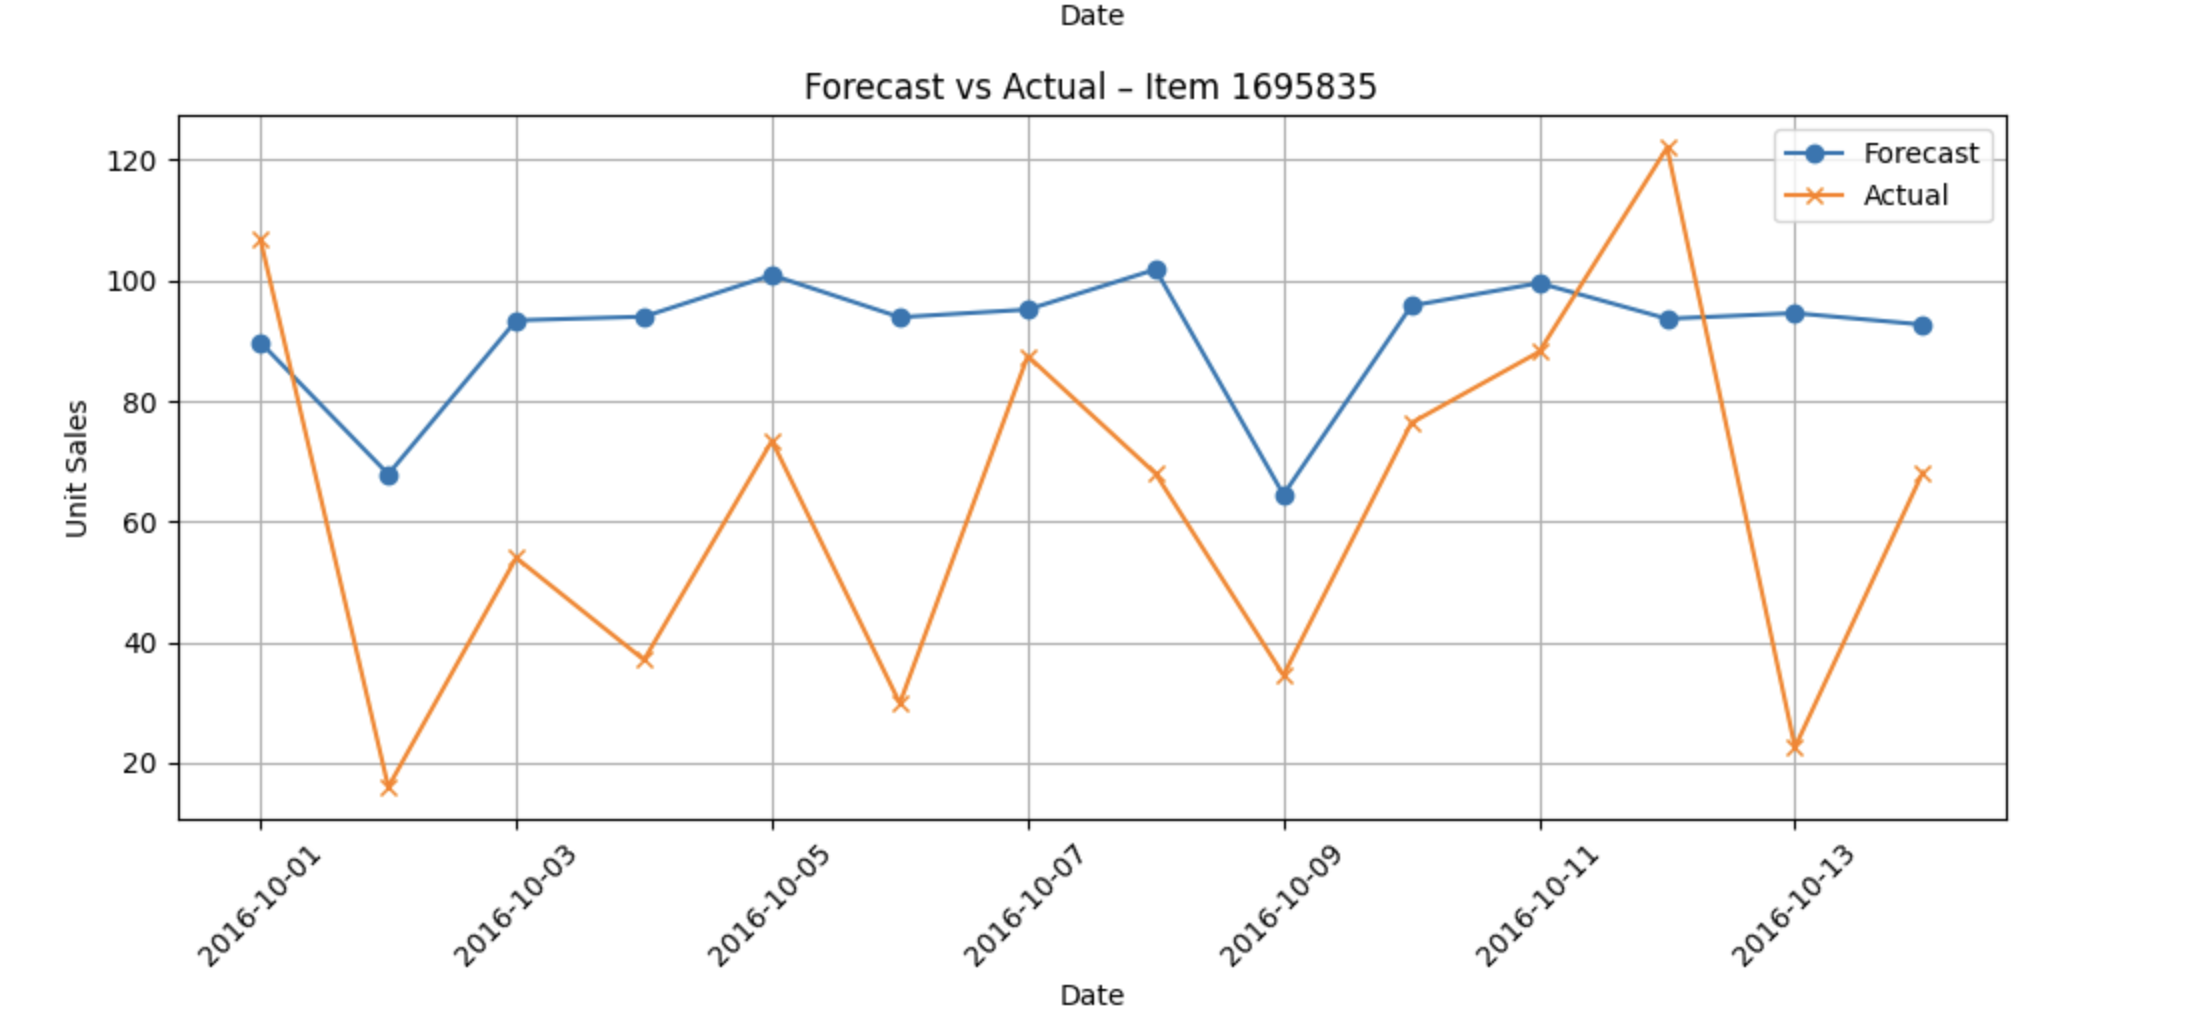 Date
Forecast vs Actual – Item 1695835
Forecast
Actual
120
100
80
60
40
20
Unit Sales
2016-10-01
2016-10-03
2016-10-05
2016-10-07
2016-10-09
2016-10-11
2016-10-13
Date